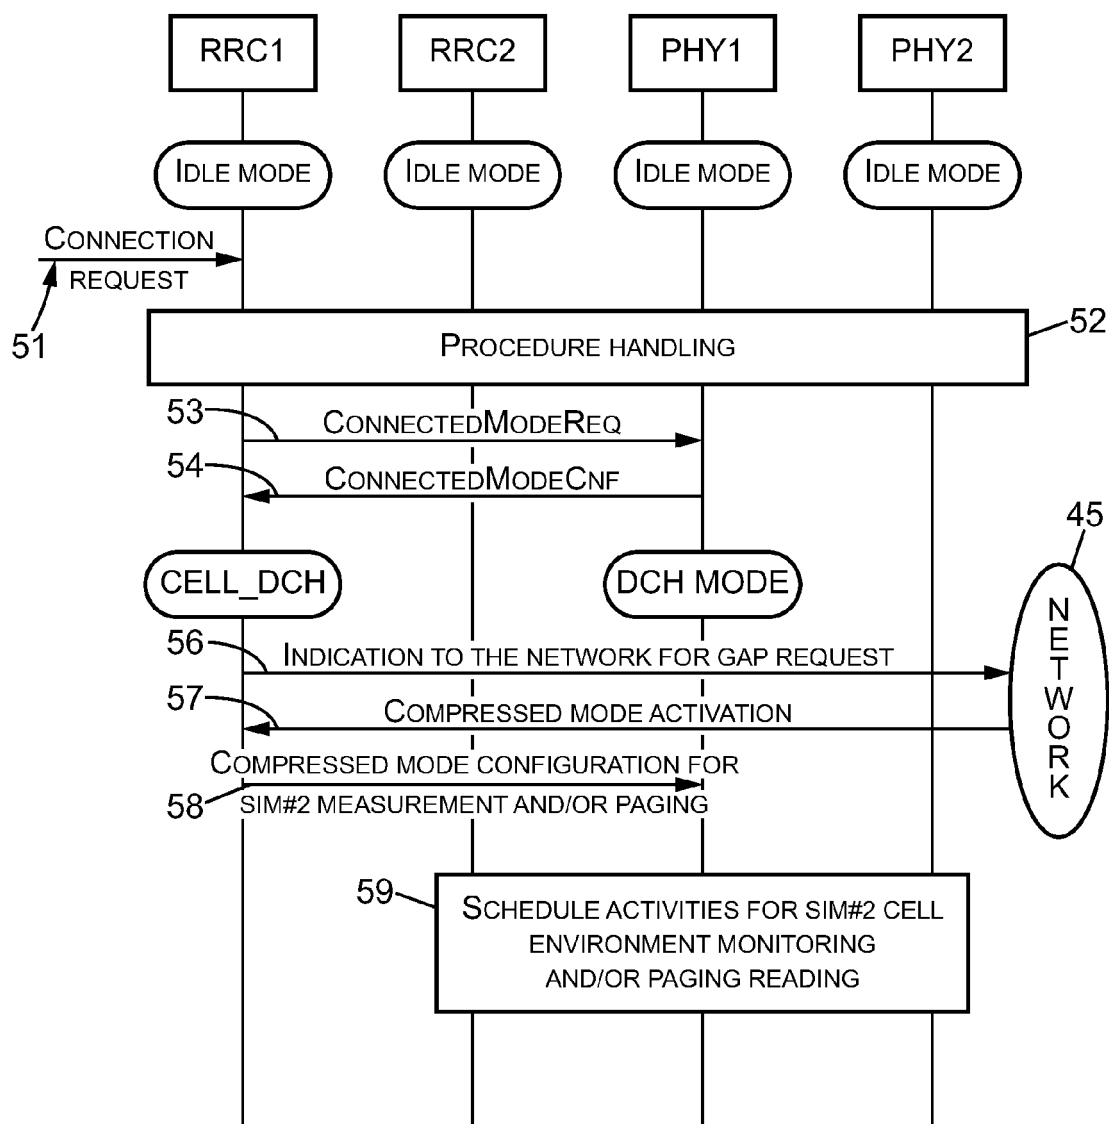 RRC1 RRC2 PHY1 PHY2
IDLE MODE IDLE MODE IDLE MODE IDLE MODE
CONNECTION
REQUEST
51
52
PROCEDURE HANDLING
53
CONNECTEDMODEREQ
54
CONNECTEDMODECNF
45
CELL_DCH DCH MODE
NETWORK
56
INDICATION TO THE NETWORK FOR GAP REQUEST
57
COMPRESSED MODE ACTIVATION
COMPRESSED MODE CONFIGURATION FOR
58
SIM#2 MEASUREMENT AND/OR PAGING
59
SCHEDULE ACTIVITIES FOR SIM#2 CELL
ENVIRONMENT MONITORING
AND/OR PAGING READING